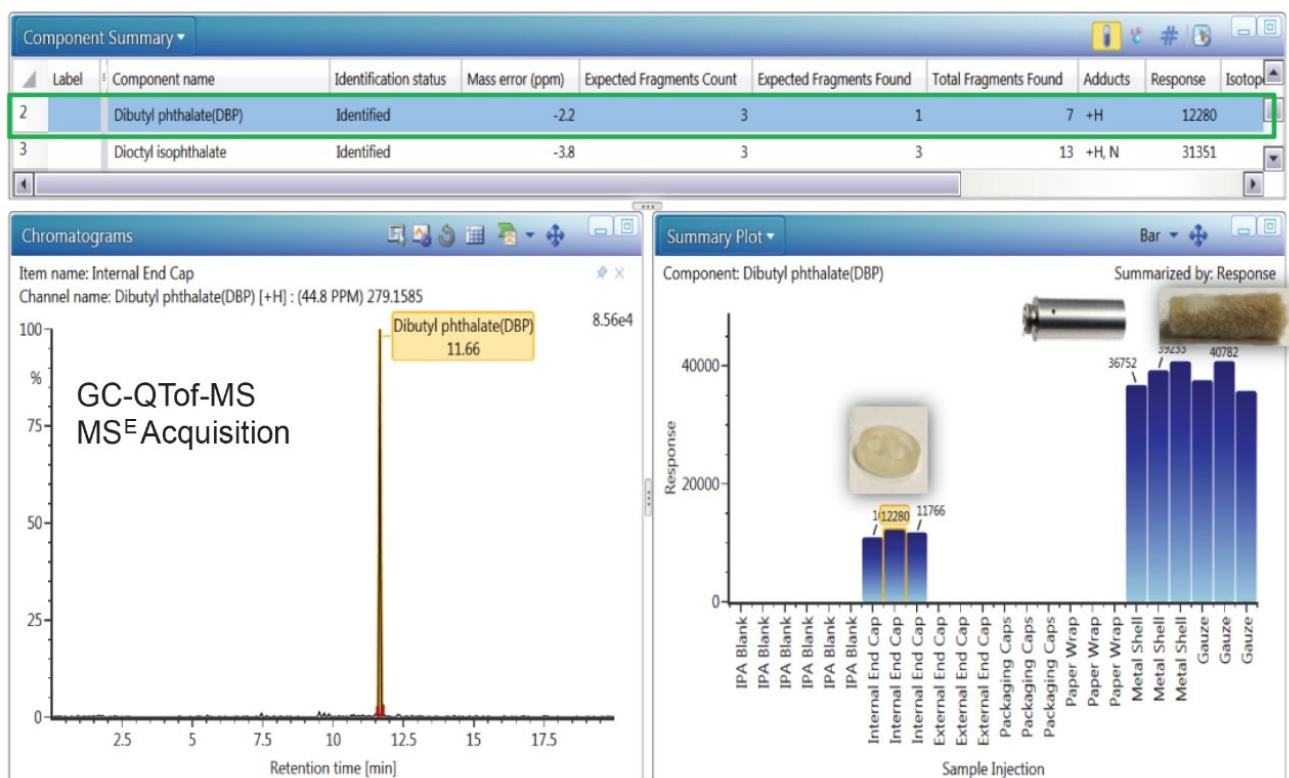 Component Summary
Label Component name Identification status Mass error (ppm) Expected Fragments Count Expected Fragments Found Total Fragments Found Adducts Response
2 Dibutyl phthalate(DBP) Identified -2.2 3 1 7 +H 12280
3 Dioctyl isophthalate Identified -3.8 3 3 13 +H, N 31351
Chromatograms
Item name: Internal End Cap
Channel name: Dibutyl phthalate(DBP) [+H] : (44.8 PPM) 279.1585
8.56e4
100
%
75
50
25
0
Dibutyl phthalate(DBP)
11.66
GC-QTof-MS
MSE Acquisition
2.5 5 7.5 10 12.5 15 17.5
Retention time [min]
Summary Plot
Bar
Component: Dibutyl phthalate(DBP)
Summarized by: Response
40000
20000
0
Response
12280 11766
36752 39233 40782
IPA Blank
IPA Blank
IPA Blank
IPA Blank
IPA Blank
IPA Blank
Internal End Cap
Internal End Cap
Internal End Cap
External End Cap
External End Cap
External End Cap
Packaging Caps
Packaging Caps
Packaging Caps
Paper Wrap
Paper Wrap
Paper Wrap
Metal Shell
Metal Shell
Metal Shell
Gauze
Gauze
Gauze
Sample Injection